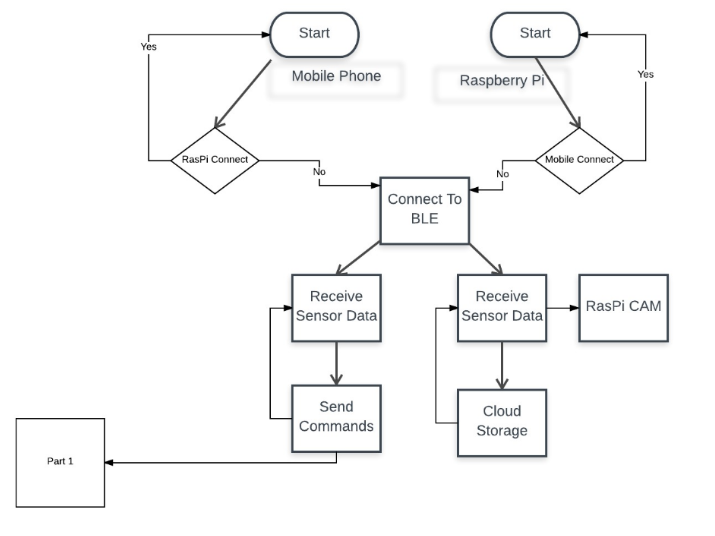 Start
Start
Yes
Mobile Phone
Raspberry Pi
Yes
RasPi Connect
Mobile Connect
No
No
Connect To
BLE
Receive
Sensor Data
Receive
Sensor Data
RasPi CAM
Send
Commands
Cloud
Storage
Part 1